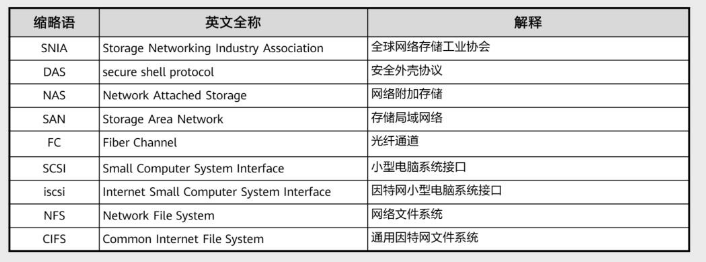 缩略语 英文全称 解释
SNIA Storage Networking Industry Association 全球网络存储工业协会
DAS secure shell protocol 安全外壳协议
NAS Network Attached Storage 网络附加存储
SAN Storage Area Network 存储局域网络
FC Fiber Channel 光纤通道
SCSI Small Computer System Interface 小型电脑系统接口
iscsi Internet Small Computer System Interface 因特网小型电脑系统接口
NFS Network File System 网络文件系统
CIFS Common Internet File System 通用因特网文件系统